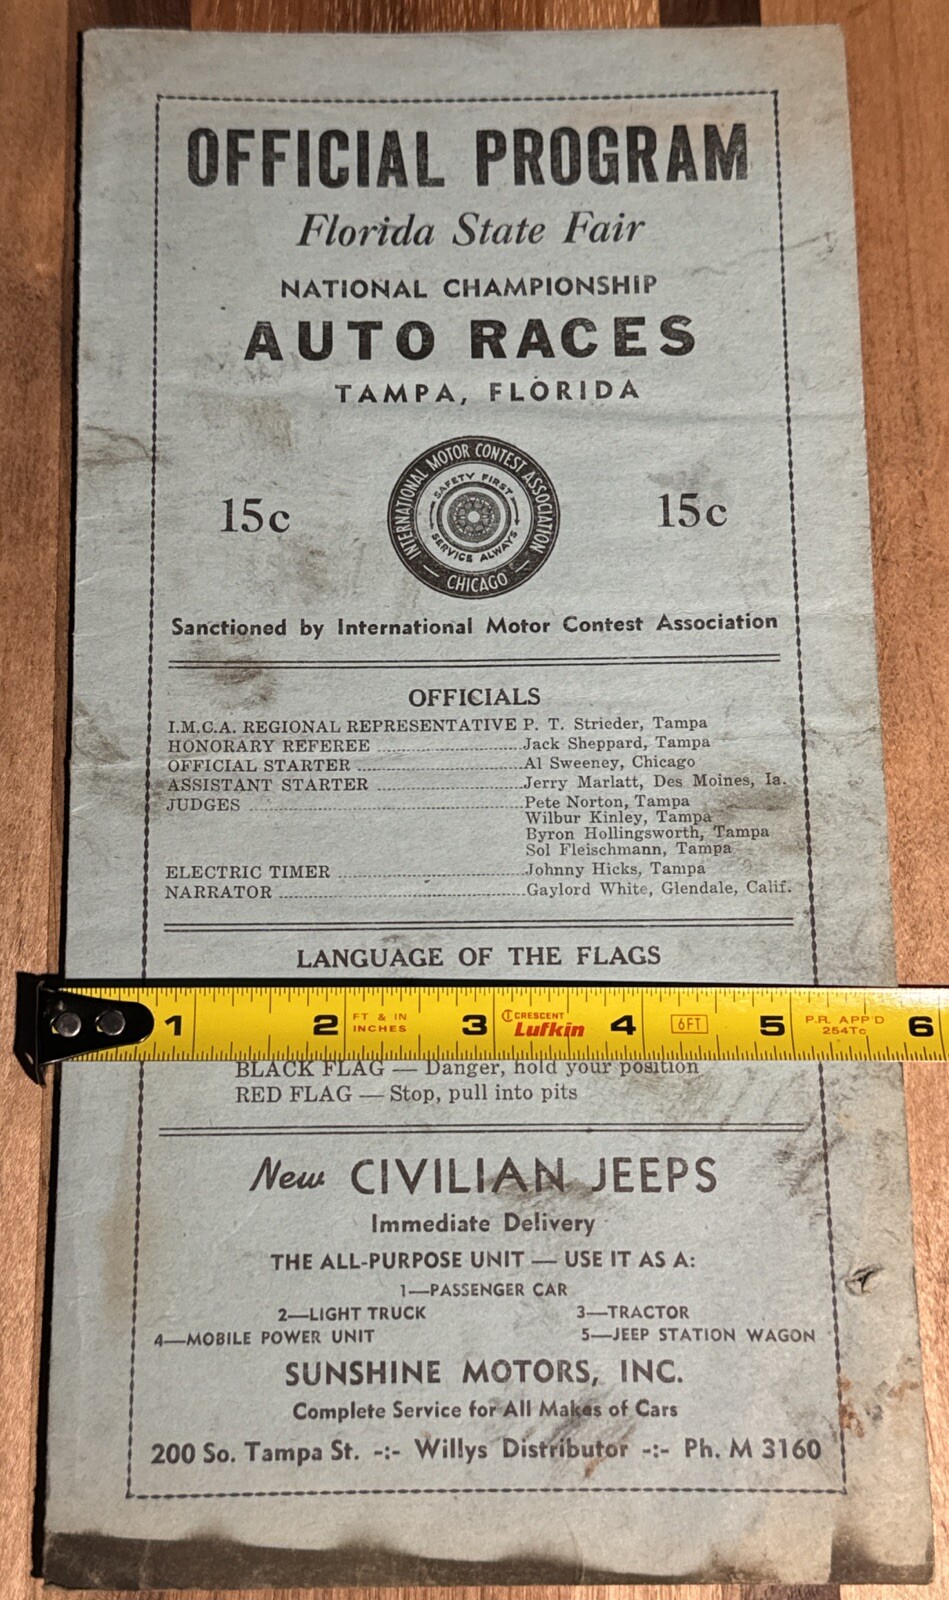 OFFICIAL PROGRAM
Florida State Fair
NATIONAL CHAMPIONSHIP
AUTO RACES
TAMPA, FLORIDA
15c
INTERNATIONAL MOTOR CONTEST ASSOCIATION
SAFETY FIRST
SERVICE ALWAYS
— CHICAGO —
15c
Sanctioned by International Motor Contest Association
OFFICIALS
I.M.C.A. REGIONAL REPRESENTATIVE P. T. Strieder, Tampa
HONORARY REFEREE ........ Jack Sheppard, Tampa
OFFICIAL STARTER ........ Al Sweeney, Chicago
ASSISTANT STARTER ........ Jerry Marlatt, Des Moines, Ia.
JUDGES ........ Pete Norton, Tampa
Wilbur Kinley, Tampa
Byron Hollingsworth, Tampa
Sol Fleischmann, Tampa
ELECTRIC TIMER ........ Johnny Hicks, Tampa
NARRATOR ........ Gaylord White, Glendale, Calif.
LANGUAGE OF THE FLAGS
1 2 FT & IN INCHES 3 CRESCENT Lufkin 4 6FT 5 P.R. APP'D 254Tc 6
BLACK FLAG — Danger, hold your position
RED FLAG — Stop, pull into pits
New CIVILIAN JEEPS
Immediate Delivery
THE ALL-PURPOSE UNIT — USE IT AS A:
1—PASSENGER CAR
2—LIGHT TRUCK 3—TRACTOR
4—MOBILE POWER UNIT 5—JEEP STATION WAGON
SUNSHINE MOTORS, INC.
Complete Service for All Makes of Cars
200 So. Tampa St. -:- Willys Distributor -:- Ph. M 3160